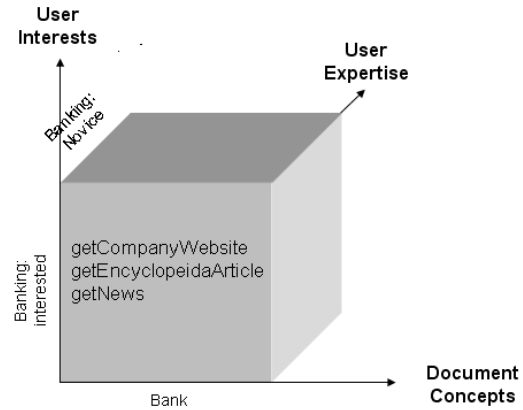 User
Interests
User
Expertise
Banking:
Novice
getCompanyWebsite
getEncyclopeidaArticle
getNews
Banking:
interested
Bank
Document
Concepts